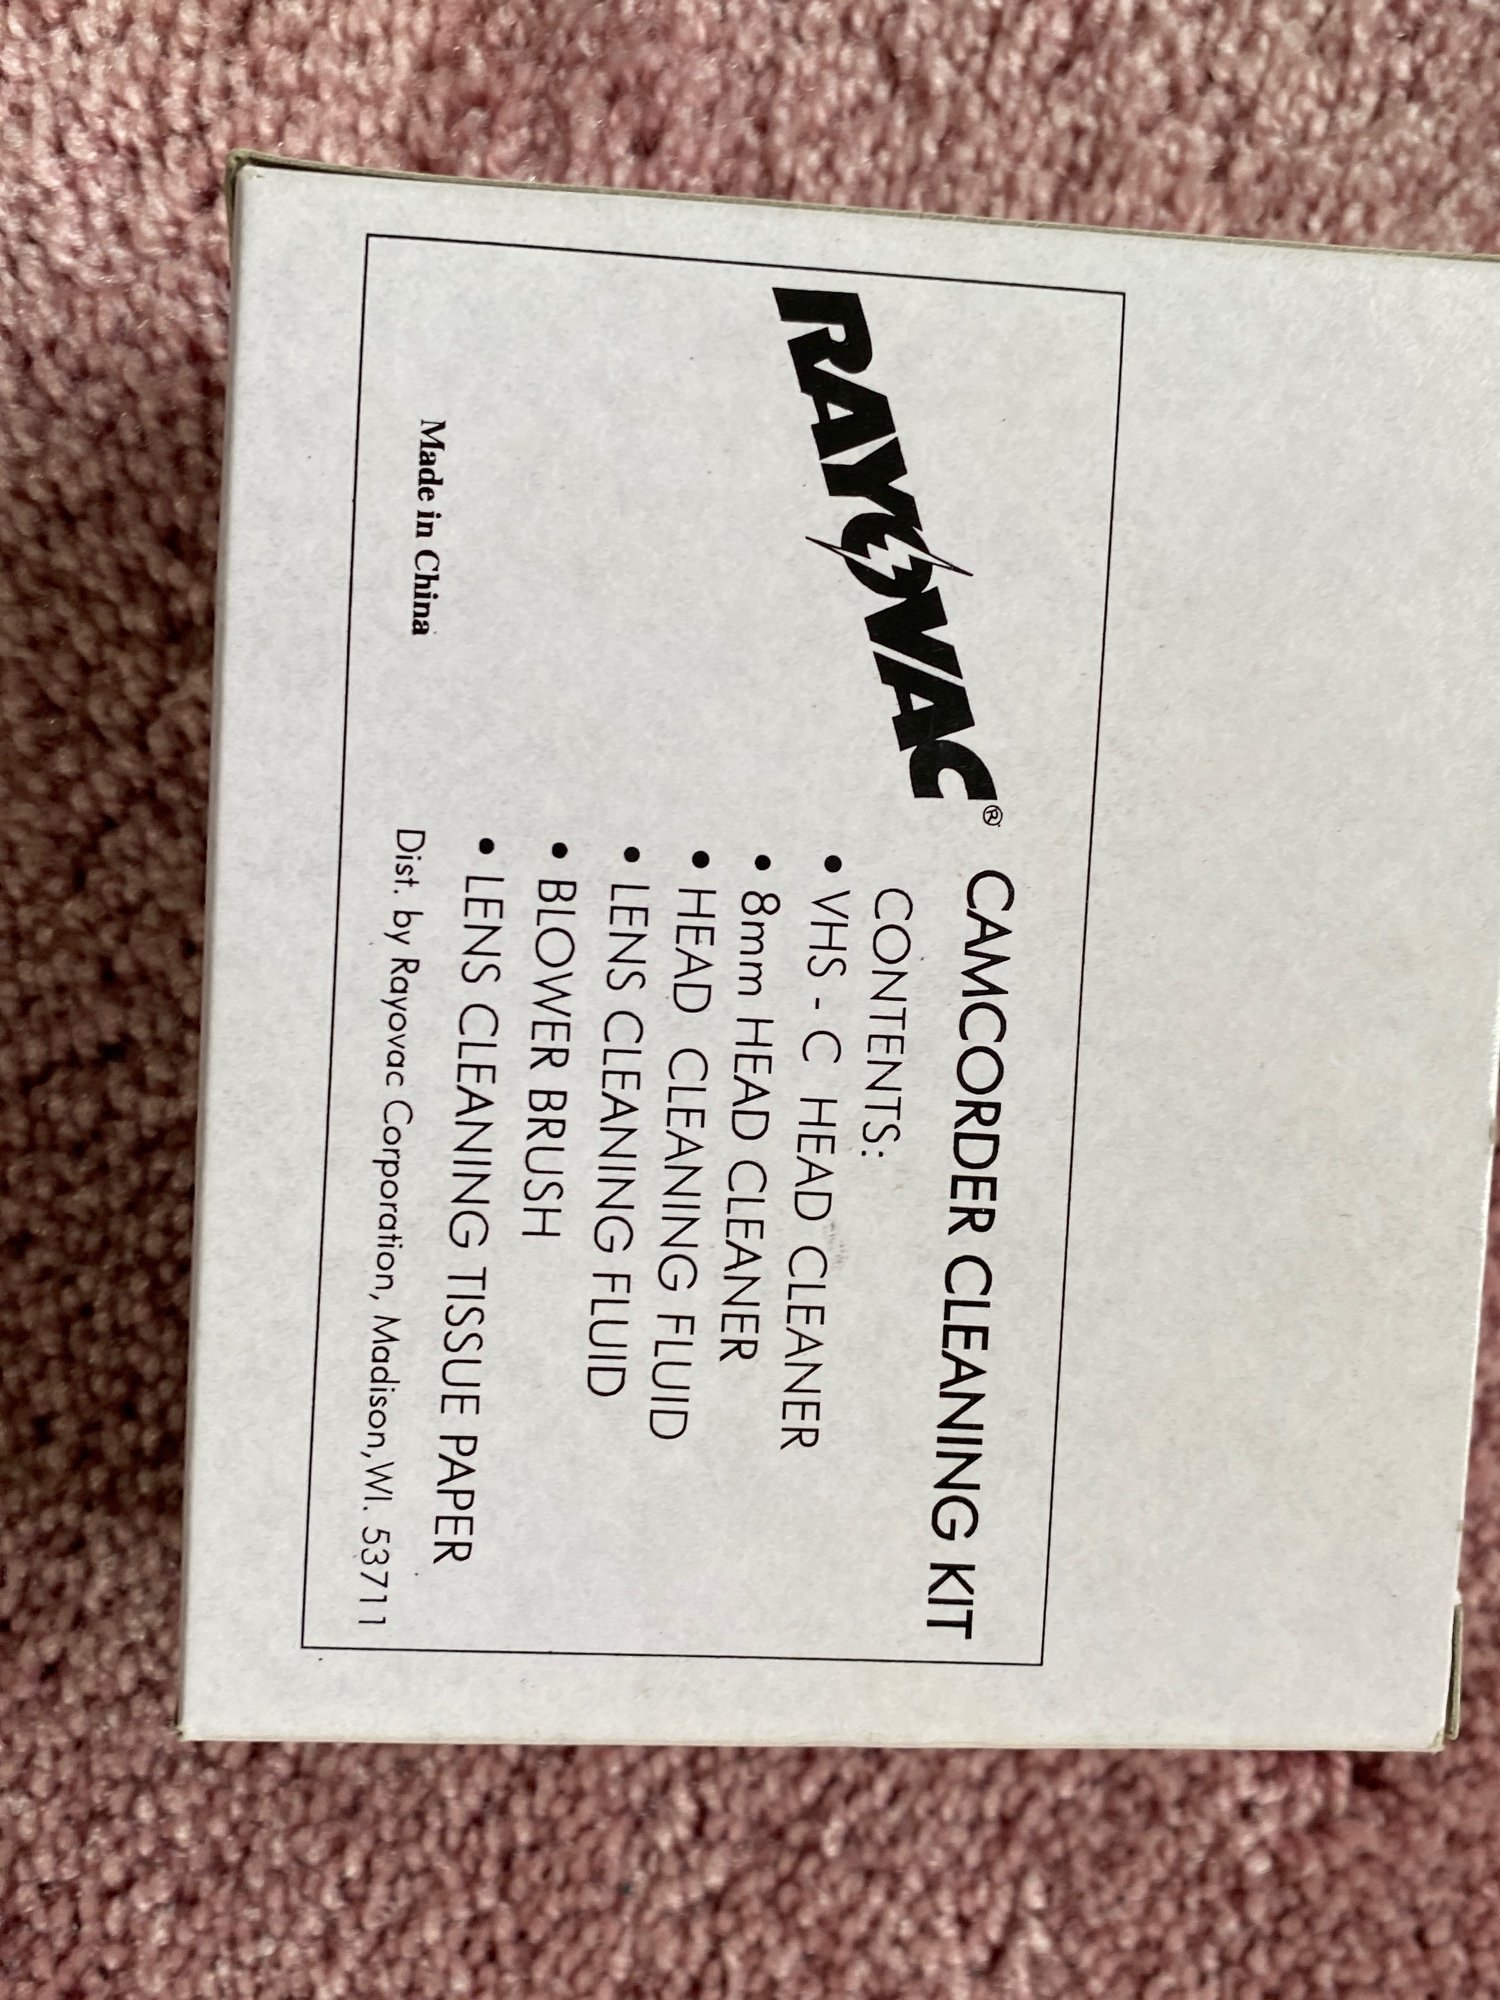 RAYOVAC® CAMCORDER CLEANING KIT
CONTENTS:
• VHS - C HEAD CLEANER
• 8mm HEAD CLEANER
• HEAD CLEANING FLUID
• LENS CLEANING FLUID
• BLOWER BRUSH
• LENS CLEANING TISSUE PAPER
Made in China
Dist. by Rayovac Corporation, Madison,WI. 53711